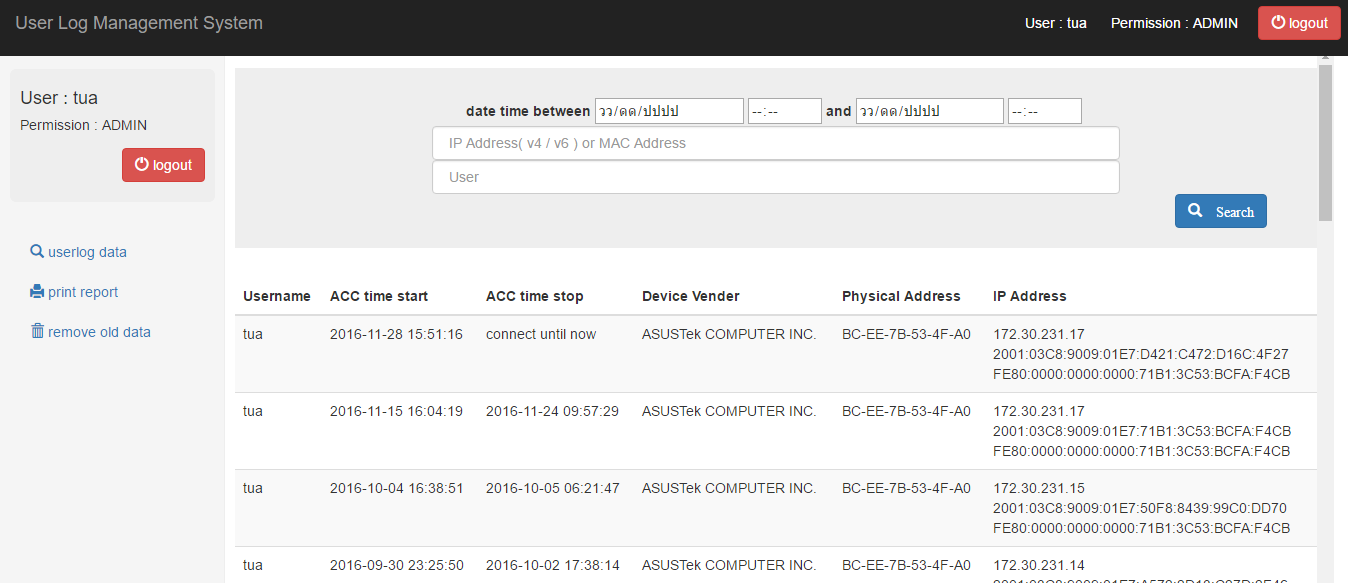 User Log Management System
User : tua Permission : ADMIN logout
User : tua
Permission : ADMIN
logout
userlog data
print report
remove old data
date time between วว/ดด/ปปปป --:-- and วว/ดด/ปปปป --:--
IP Address( v4 / v6 ) or MAC Address
User
Search
Username ACC time start ACC time stop Device Vender Physical Address IP Address
tua 2016-11-28 15:51:16 connect until now ASUSTek COMPUTER INC. BC-EE-7B-53-4F-A0 172.30.231.17
2001:03C8:9009:01E7:D421:C472:D16C:4F27
FE80:0000:0000:0000:71B1:3C53:BCFA:F4CB
tua 2016-11-15 16:04:19 2016-11-24 09:57:29 ASUSTek COMPUTER INC. BC-EE-7B-53-4F-A0 172.30.231.17
2001:03C8:9009:01E7:71B1:3C53:BCFA:F4CB
FE80:0000:0000:0000:71B1:3C53:BCFA:F4CB
tua 2016-10-04 16:38:51 2016-10-05 06:21:47 ASUSTek COMPUTER INC. BC-EE-7B-53-4F-A0 172.30.231.15
2001:03C8:9009:01E7:50F8:8439:99C0:DD70
FE80:0000:0000:0000:71B1:3C53:BCFA:F4CB
tua 2016-09-30 23:25:50 2016-10-02 17:38:14 ASUSTek COMPUTER INC. BC-EE-7B-53-4F-A0 172.30.231.14